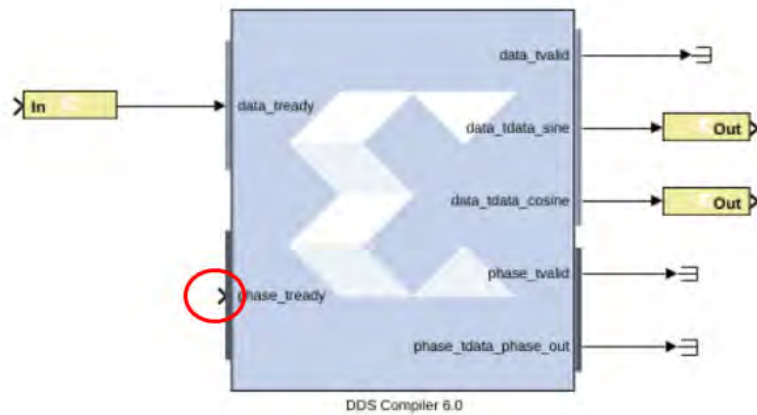 data_tvalid
In
data_tready
data_tdata_sine
Out
data_tdata_cosine
Out
phase_tvalid
phase_tready
phase_tdata_phase_out
DDS Compiler 6.0